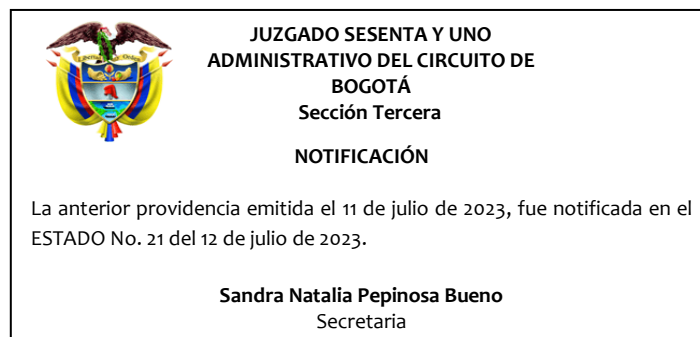 JUZGADO SESENTA Y UNO
ADMINISTRATIVO DEL CIRCUITO DE
BOGOTÁ
Sección Tercera
NOTIFICACIÓN
La anterior providencia emitida el 11 de julio de 2023, fue notificada en el
ESTADO No. 21 del 12 de julio de 2023.
Sandra Natalia Pepinosa Bueno
Secretaria